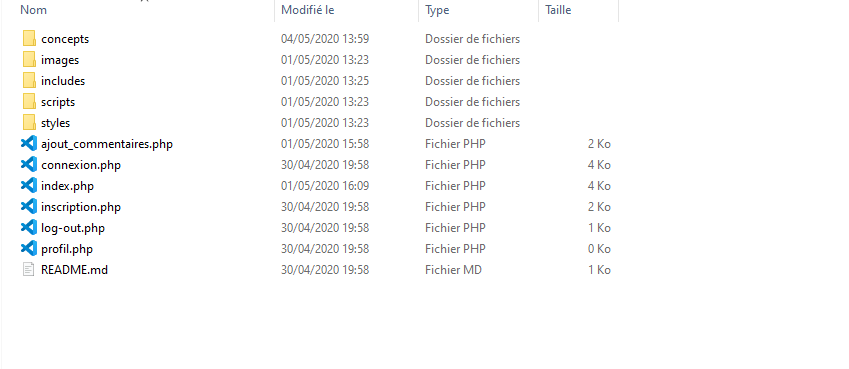 Nom Modifié le Type Taille
concepts 04/05/2020 13:59 Dossier de fichiers
images 01/05/2020 13:23 Dossier de fichiers
includes 01/05/2020 13:25 Dossier de fichiers
scripts 01/05/2020 13:23 Dossier de fichiers
styles 01/05/2020 13:23 Dossier de fichiers
ajout_commentaires.php 01/05/2020 15:58 Fichier PHP 2 Ko
connexion.php 30/04/2020 19:58 Fichier PHP 4 Ko
index.php 01/05/2020 16:09 Fichier PHP 4 Ko
inscription.php 30/04/2020 19:58 Fichier PHP 2 Ko
log-out.php 30/04/2020 19:58 Fichier PHP 1 Ko
profil.php 30/04/2020 19:58 Fichier PHP 0 Ko
README.md 30/04/2020 19:58 Fichier MD 1 Ko